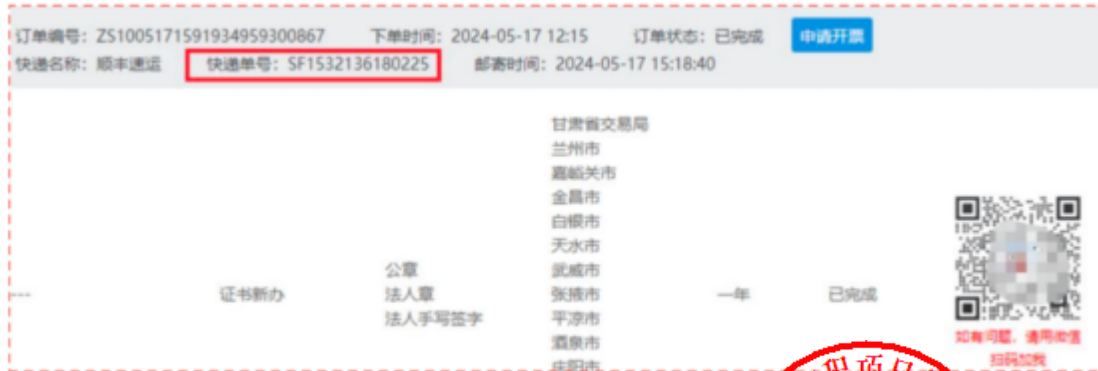 订单编号：ZS1005171591934959300867 下单时间：2024-05-17 12:15 订单状态：已完成 申请开票
快递名称：顺丰速运 快递单号：SF1532136180225 邮寄时间：2024-05-17 15:18:40
甘肃省交易局
兰州市
嘉峪关市
金昌市
白银市
天水市
公章 武威市
--- 证书新办 法人章 张掖市 一年 已完成
法人手写签字 平凉市
酒泉市
庆阳市
如有问题，请用微信
扫码加我